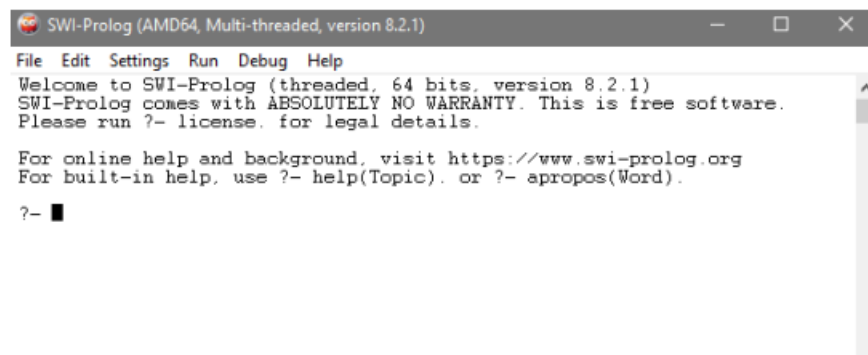 SWI-Prolog (AMD64, Multi-threaded, version 8.2.1)
File Edit Settings Run Debug Help
Welcome to SWI-Prolog (threaded, 64 bits, version 8.2.1)
SWI-Prolog comes with ABSOLUTELY NO WARRANTY. This is free software.
Please run ?- license. for legal details.
For online help and background, visit https://www.swi-prolog.org
For built-in help, use ?- help(Topic). or ?- apropos(Word).
?-